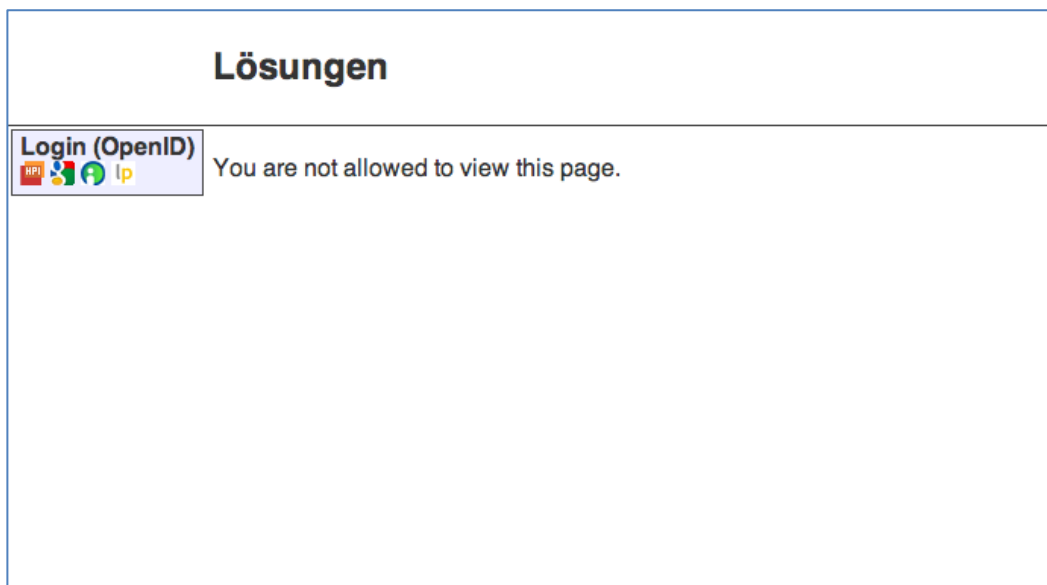 Lösungen
Login (OpenID)
HPI lp
You are not allowed to view this page.